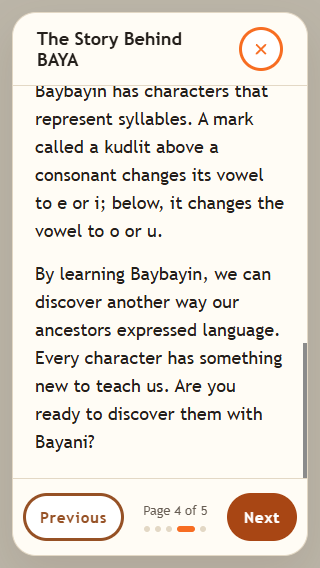 The Story Behind
BAYA
Baybayin has characters that
represent syllables. A mark
called a kudlit above a
consonant changes its vowel
to e or i; below, it changes the
vowel to o or u.
By learning Baybayin, we can
discover another way our
ancestors expressed language.
Every character has something
new to teach us. Are you
ready to discover them with
Bayani?
Previous
Page 4 of 5
Next